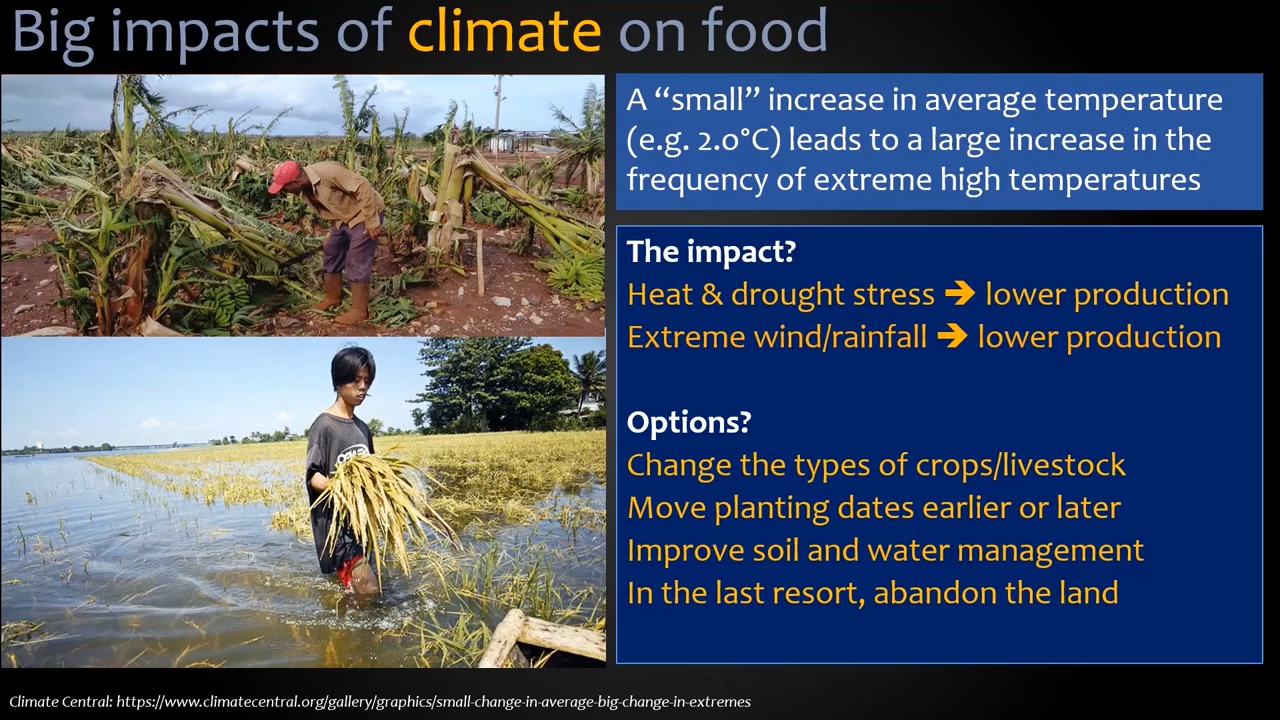 Big impacts of climate on food
A “small” increase in average temperature
(e.g. 2.0°C) leads to a large increase in the
frequency of extreme high temperatures
The impact?
Heat & drought stress ➔ lower production
Extreme wind/rainfall ➔ lower production
Options?
Change the types of crops/livestock
Move planting dates earlier or later
Improve soil and water management
In the last resort, abandon the land
Climate Central: https://www.climatecentral.org/gallery/graphics/small-change-in-average-big-change-in-extremes